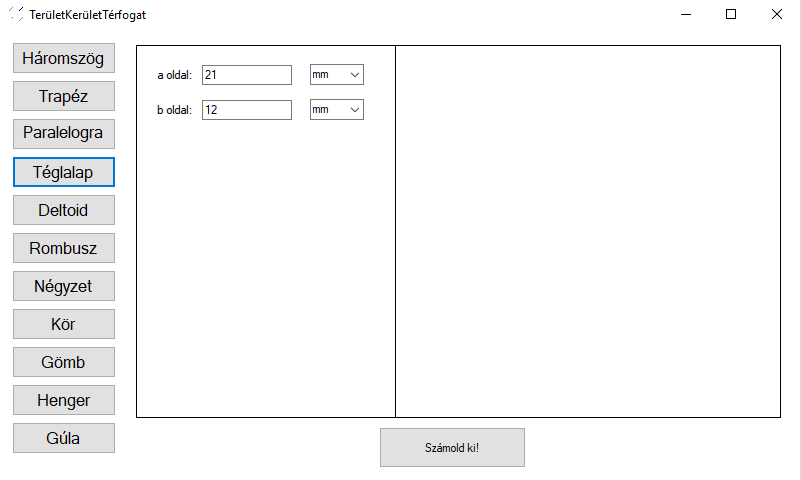 TerületKerületTérfogat
Háromszög
Trapéz
Paralelogra
Téglalap
Deltoid
Rombusz
Négyzet
Kör
Gömb
Henger
Gúla
a oldal: 21 mm
b oldal: 12 mm
Számold ki!